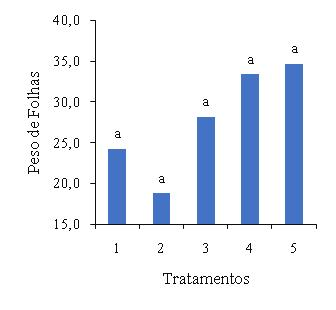 40,0
35,0
30,0
25,0
20,0
15,0
Peso de Folhas
a
a
a
a
a
1 2 3 4 5
Tratamentos